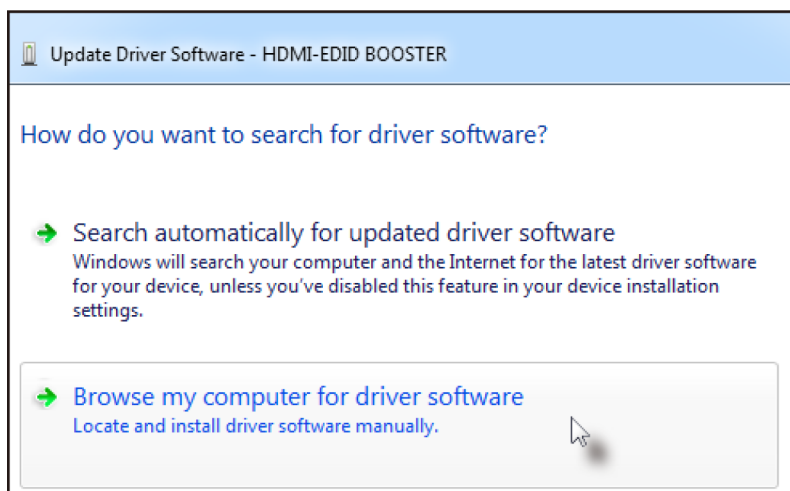 Update Driver Software - HDMI-EDID BOOSTER
How do you want to search for driver software?
Search automatically for updated driver software
Windows will search your computer and the Internet for the latest driver software
for your device, unless you've disabled this feature in your device installation
settings.
Browse my computer for driver software
Locate and install driver software manually.